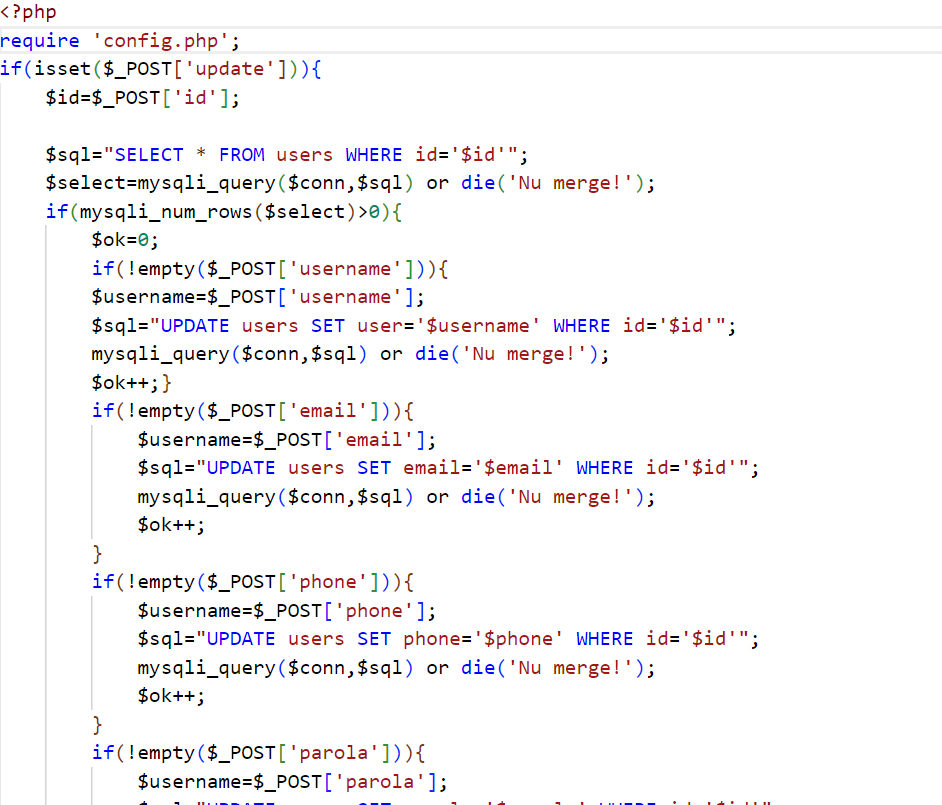 <?php
require 'config.php';
if(isset($_POST['update'])){
    $id=$_POST['id'];

    $sql="SELECT * FROM users WHERE id='$id'";
    $select=mysqli_query($conn,$sql) or die('Nu merge!');
    if(mysqli_num_rows($select)>0){
        $ok=0;
        if(!empty($_POST['username'])){
        $username=$_POST['username'];
        $sql="UPDATE users SET user='$username' WHERE id='$id'";
        mysqli_query($conn,$sql) or die('Nu merge!');
        $ok++;}
        if(!empty($_POST['email'])){
            $username=$_POST['email'];
            $sql="UPDATE users SET email='$email' WHERE id='$id'";
            mysqli_query($conn,$sql) or die('Nu merge!');
            $ok++;
        }
        if(!empty($_POST['phone'])){
            $username=$_POST['phone'];
            $sql="UPDATE users SET phone='$phone' WHERE id='$id'";
            mysqli_query($conn,$sql) or die('Nu merge!');
            $ok++;
        }
        if(!empty($_POST['parola'])){
            $username=$_POST['parola'];